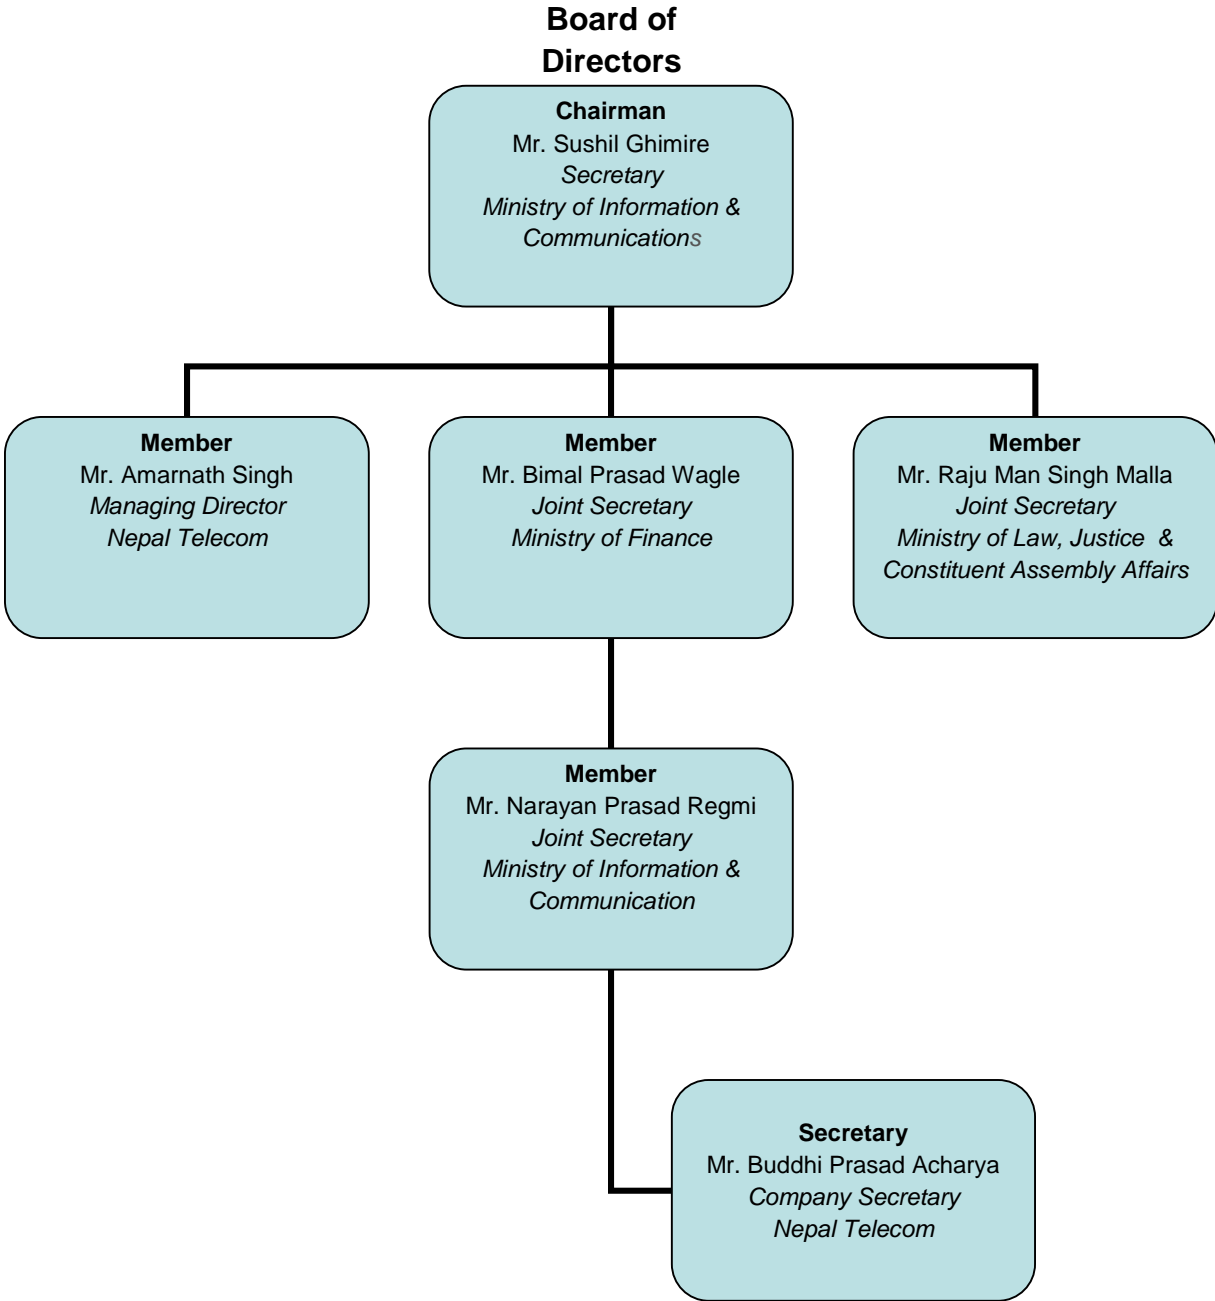 Board of
Directors
Chairman
Mr. Sushil Ghimire
Secretary
Ministry of Information &
Communications
Member
Mr. Amarnath Singh
Managing Director
Nepal Telecom
Member
Mr. Bimal Prasad Wagle
Joint Secretary
Ministry of Finance
Member
Mr. Raju Man Singh Malla
Joint Secretary
Ministry of Law, Justice  &
Constituent Assembly Affairs
Member
Mr. Narayan Prasad Regmi
Joint Secretary
Ministry of Information &
Communication
Secretary
Mr. Buddhi Prasad Acharya
Company Secretary
Nepal Telecom